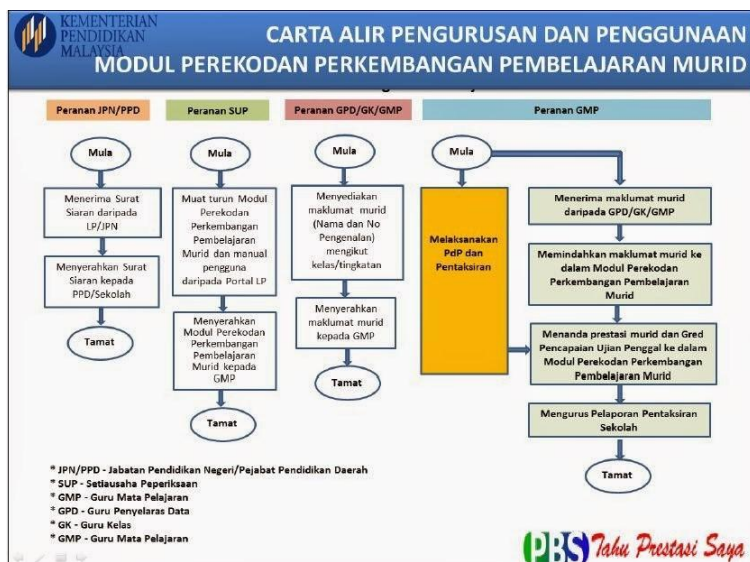 KEMENTERIAN
PENDIDIKAN
MALAYSIA
CARTA ALIR PENGURUSAN DAN PENGGUNAAN
MODUL PEREKODAN PERKEMBANGAN PEMBELAJARAN MURID
Peranan JPN/PPD
Mula
Menerima Surat
Siaran daripada
LP/JPN
Menyerahkan Surat
Siaran kepada
PPD/Sekolah
Tamat
Peranan SUP
Mula
Muat turun Modul
Perekodan
Perkembangan
Pembelajaran
Murid dan manual
pengguna
daripada Portal LP
Menyerahkan
Modul Perekodan
Perkembangan
Pembelajaran
Murid kepada
GMP
Tamat
Peranan GPD/GK/GMP
Mula
Menyediakan
maklumat murid
(Nama dan No
Pengenalan)
mengikut
kelas/tingkatan
Menyerahkan
maklumat murid
kepada GMP
Tamat
Peranan GMP
Mula
Melaksanakan
PdP dan
Pentaksiran
Menerima maklumat murid
daripada GPD/GK/GMP
Memindahkan maklumat murid ke
dalam Modul Perekodan
Perkembangan Pembelajaran
Murid
Menanda prestasi murid dan Gred
Pencapaian Ujian Penggal ke dalam
Modul Perekodan Perkembangan
Pembelajaran Murid
Mengurus Pelaporan Pentaksiran
Sekolah
Tamat
* JPN/PPD - Jabatan Pendidikan Negeri/Pejabat Pendidikan Daerah
* SUP - Setiausaha Peperiksaan
* GMP - Guru Mata Pelajaran
* GPD - Guru Penyelaras Data
* GK - Guru Kelas
* GMP - Guru Mata Pelajaran
PBS Tahu Prestasi Saya